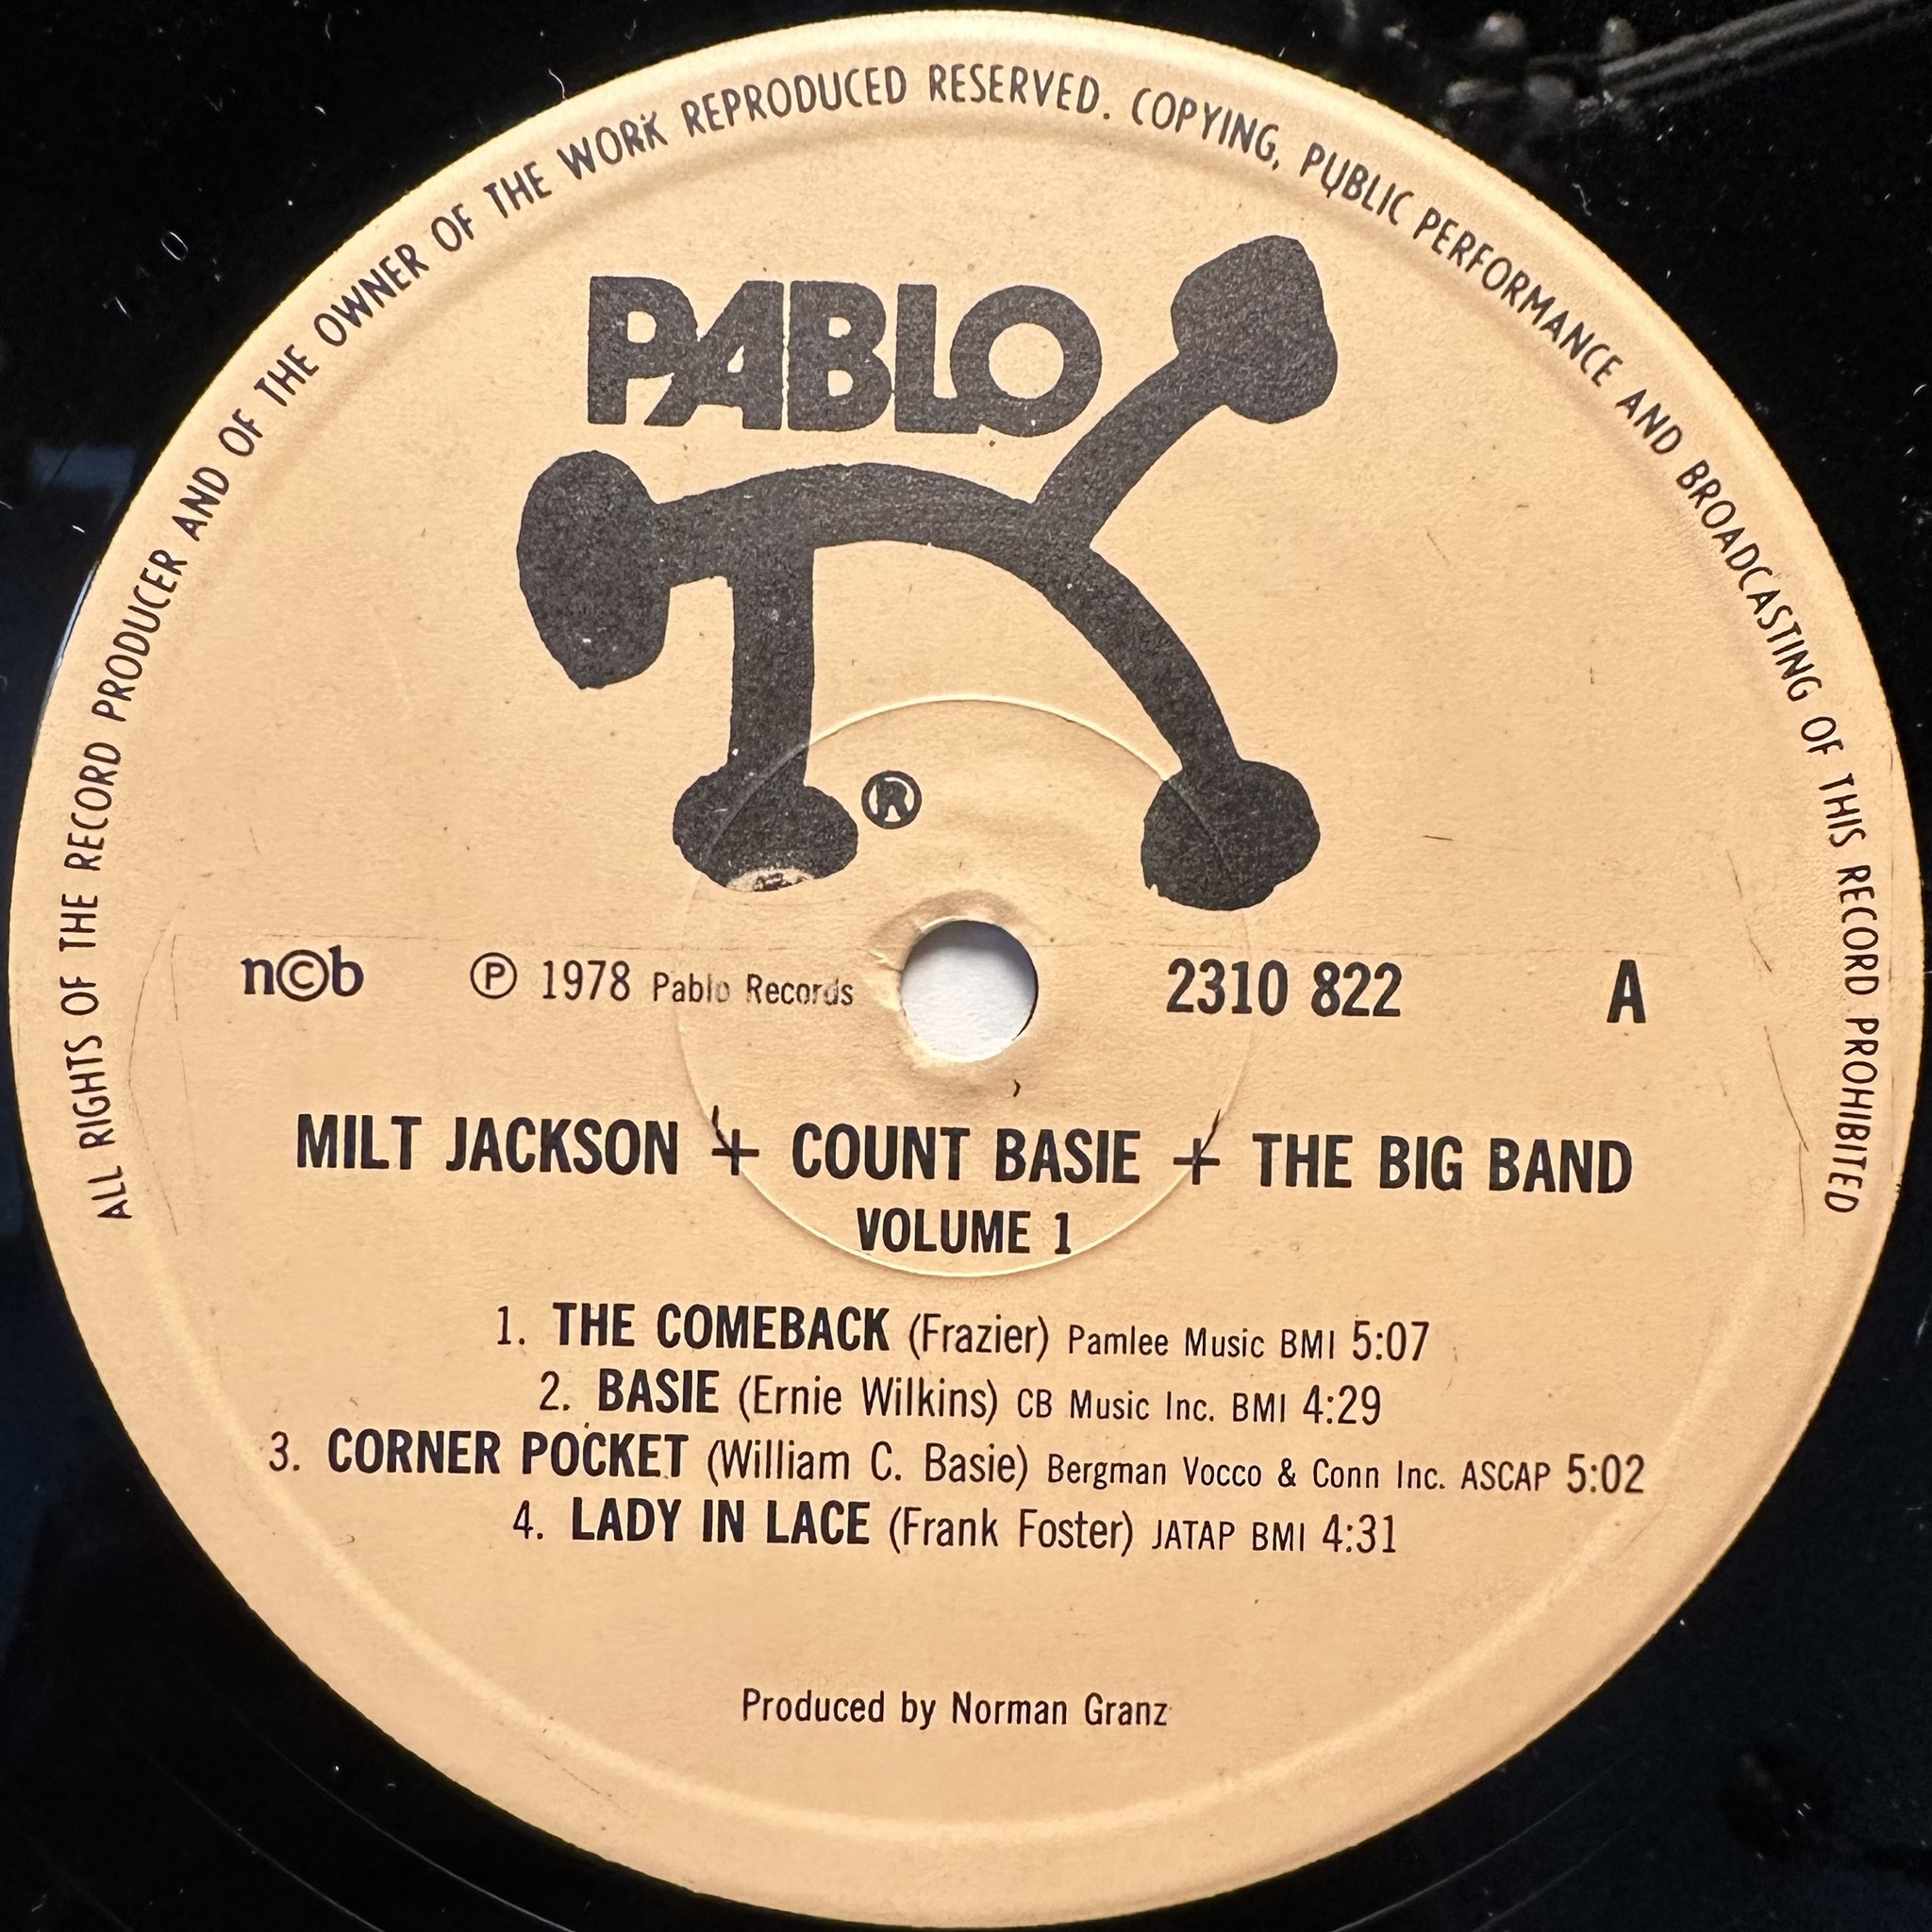 ALL RIGHTS OF THE RECORD PRODUCER AND OF THE OWNER OF THE WORK REPRODUCED RESERVED. COPYING, PUBLIC PERFORMANCE AND BROADCASTING OF THIS RECORD PROHIBITED
PABLO
®
n©b ℗ 1978 Pablo Records 2310 822 A
MILT JACKSON + COUNT BASIE + THE BIG BAND
VOLUME 1
1. THE COMEBACK (Frazier) Pamlee Music BMI 5:07
2. BASIE (Ernie Wilkins) CB Music Inc. BMI 4:29
3. CORNER POCKET (William C. Basie) Bergman Vocco & Conn Inc. ASCAP 5:02
4. LADY IN LACE (Frank Foster) JATAP BMI 4:31
Produced by Norman Granz